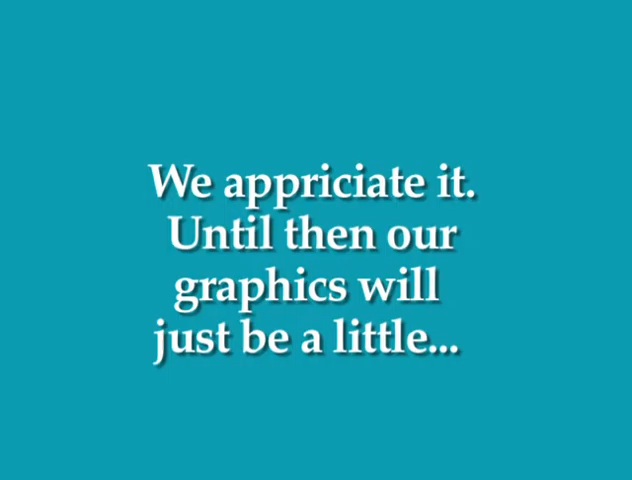 We appriciate it.
Until then our
graphics will
just be a little...